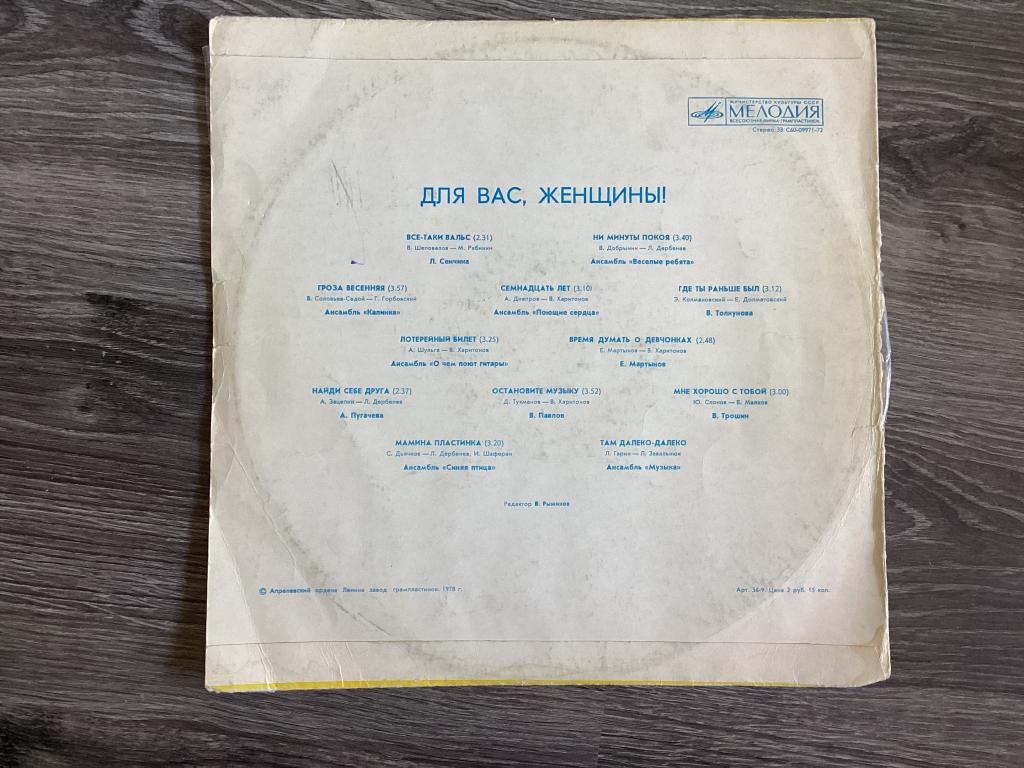 МИНИСТЕРСТВО КУЛЬТУРЫ СССР
МЕЛОДИЯ
ВСЕСОЮЗНАЯ ФИРМА ГРАМПЛАСТИНОК
Стерео 33 С60-09971-72
ДЛЯ ВАС, ЖЕНЩИНЫ!
ВСЕ-ТАКИ ВАЛЬС (2.31)
В. Шеповалов — М. Рябинин
Л. Сенчина
НИ МИНУТЫ ПОКОЯ (3.40)
В. Добрынин — Л. Дербенев
Ансамбль «Веселые ребята»
ГРОЗА ВЕСЕННЯЯ (3.57)
В. Соловьев-Седой — Г. Горбовский
Ансамбль «Калинка»
СЕМНАДЦАТЬ ЛЕТ (3.10)
А. Днепров — В. Харитонов
Ансамбль «Поющие сердца»
ГДЕ ТЫ РАНЬШЕ БЫЛ (3.12)
Э. Колмановский — Е. Долматовский
В. Толкунова
ЛОТЕРЕЙНЫЙ БИЛЕТ (3.25)
А. Шульга — В. Харитонов
Ансамбль «О чем поют гитары»
ВРЕМЯ ДУМАТЬ О ДЕВЧОНКАХ (2.48)
Е. Мартынов — В. Харитонов
Е. Мартынов
НАЙДИ СЕБЕ ДРУГА (2.37)
А. Зацепин — Л. Дербенев
А. Пугачева
ОСТАНОВИТЕ МУЗЫКУ (3.52)
Д. Тухманов — В. Харитонов
В. Павлов
МНЕ ХОРОШО С ТОБОЙ (3.00)
Ю. Слонов — В. Малков
В. Трошин
МАМИНА ПЛАСТИНКА (3.20)
С. Дьячков — Л. Дербенев, И. Шаферан
Ансамбль «Синяя птица»
ТАМ ДАЛЕКО-ДАЛЕКО
Л. Гарин — Л. Завальнюк
Ансамбль «Музыка»
Редактор В. Рыжиков
© Апрелевский ордена Ленина завод грампластинок. 1978 г.
Арт. 36-9. Цена 2 руб. 15 коп.